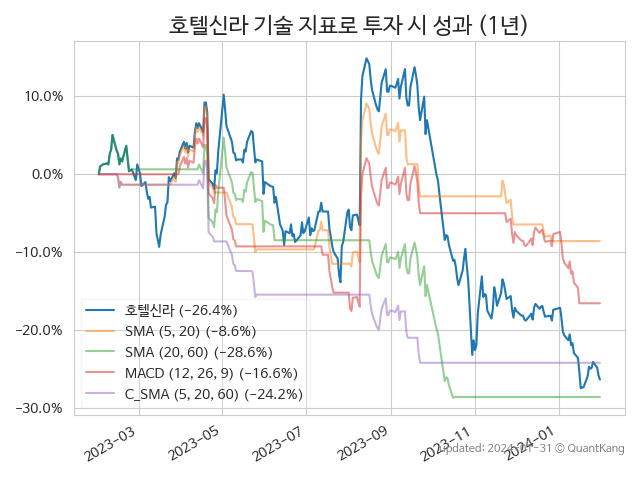 호텔신라 기술 지표로 투자 시 성과 (1년)
10.0%
0.0%
−10.0%
−20.0%
−30.0%
호텔신라 (−26.4%)
SMA (5, 20) (−8.6%)
SMA (20, 60) (−28.6%)
MACD (12, 26, 9) (−16.6%)
C_SMA (5, 20, 60) (−24.2%)
2023−03
2023−05
2023−07
2023−09
2023−11
2024−01
updated: 2024−01−31 © QuantKang